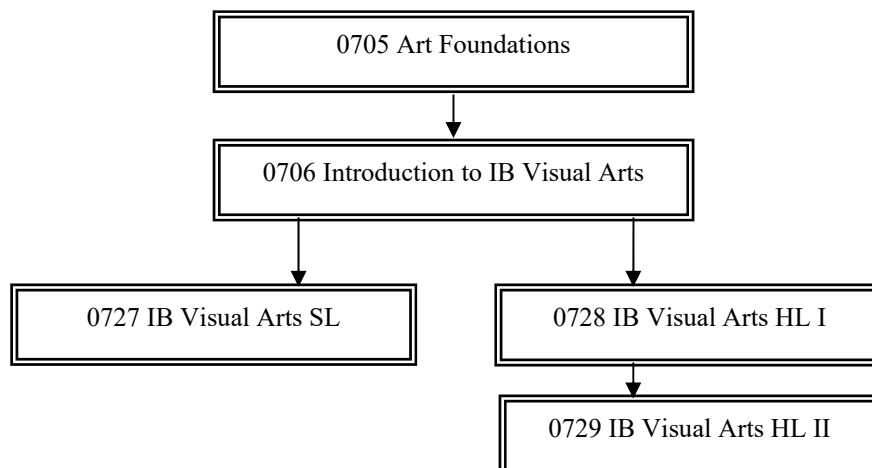 0705 Art Foundations
0706 Introduction to IB Visual Arts
0727 IB Visual Arts SL
0728 IB Visual Arts HL I
0729 IB Visual Arts HL II